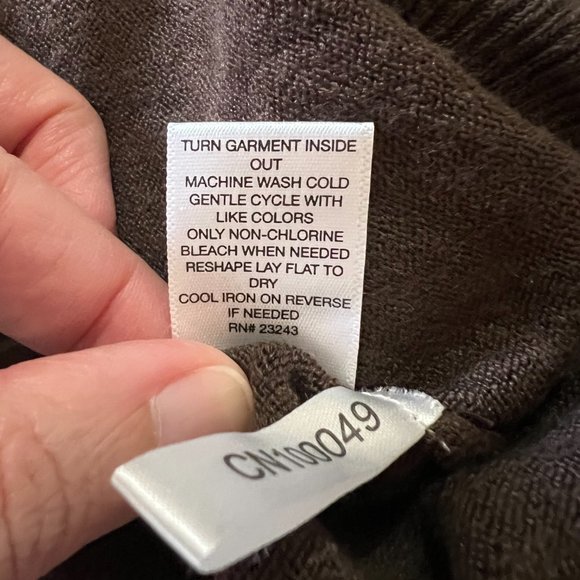 TURN GARMENT INSIDE
OUT
MACHINE WASH COLD
GENTLE CYCLE WITH
LIKE COLORS
ONLY NON-CHLORINE
BLEACH WHEN NEEDED
RESHAPE LAY FLAT TO
DRY
COOL IRON ON REVERSE
IF NEEDED
RN# 23243
CN100049